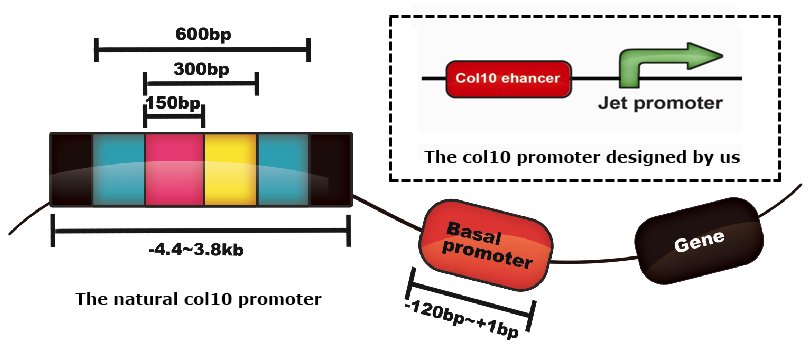 600bp
300bp
150bp
-4.4~3.8kb
The natural col10 promoter
Col10 ehancer
Jet promoter
The col10 promoter designed by us
Basal
promoter
-120bp~+1bp
Gene